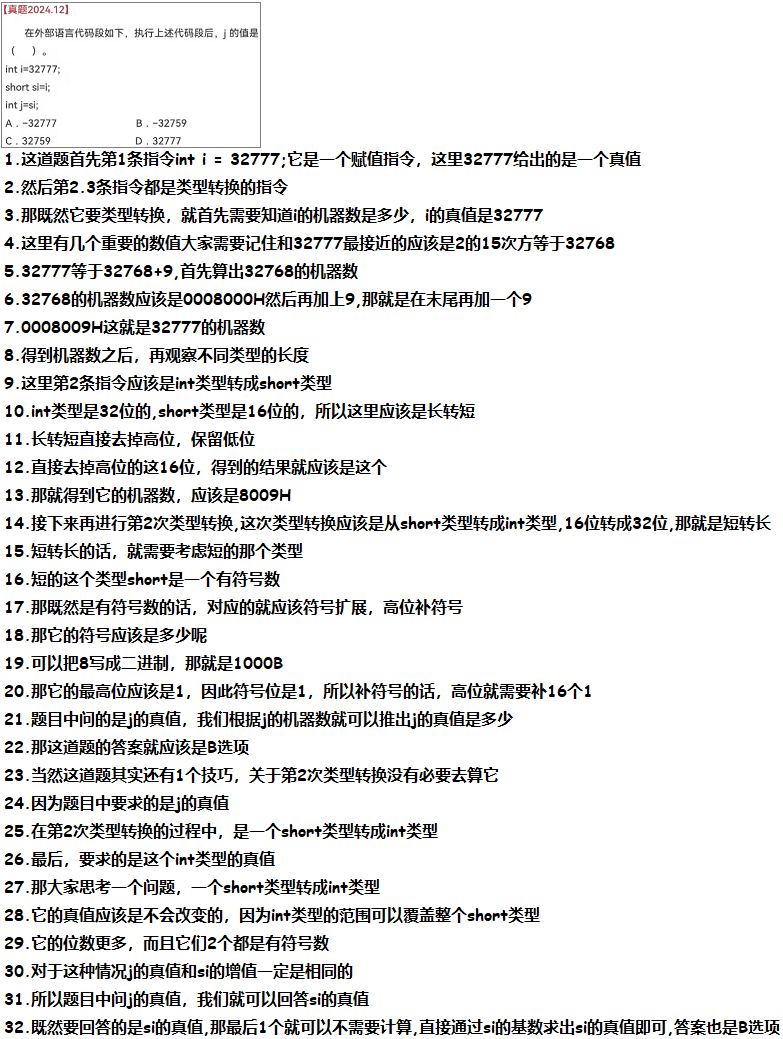 【真题2024.12】
在外部语言代码段如下，执行上述代码段后，j 的值是
（　　）。
int i=32777;
short si=i;
int j=si;
A．-32777　　B．-32759
C．32759　　D．32777
1.这道题首先第1条指令int i = 32777;它是一个赋值指令，这里32777给出的是一个真值
2.然后第2.3条指令都是类型转换的指令
3.那既然它要类型转换，就首先需要知道i的机器数是多少，i的真值是32777
4.这里有几个重要的数值大家需要记住和32777最接近的应该是2的15次方等于32768
5.32777等于32768+9,首先算出32768的机器数
6.32768的机器数应该是0008000H然后再加上9,那就是在末尾再加一个9
7.0008009H这就是32777的机器数
8.得到机器数之后，再观察不同类型的长度
9.这里第2条指令应该是int类型转成short类型
10.int类型是32位的,short类型是16位的，所以这里应该是长转短
11.长转短直接去掉高位，保留低位
12.直接去掉高位的这16位，得到的结果就应该是这个
13.那就得到它的机器数，应该是8009H
14.接下来再进行第2次类型转换,这次类型转换应该是从short类型转成int类型,16位转成32位,那就是短转长
15.短转长的话，就需要考虑短的那个类型
16.短的这个类型short是一个有符号数
17.那既然是有符号数的话，对应的就应该符号扩展，高位补符号
18.那它的符号应该是多少呢
19.可以把8写成二进制，那就是1000B
20.那它的最高位应该是1，因此符号位是1，所以补符号的话，高位就需要补16个1
21.题目中问的是j的真值，我们根据j的机器数就可以推出j的真值是多少
22.那这道题的答案就应该是B选项
23.当然这道题其实还有1个技巧，关于第2次类型转换没有必要去算它
24.因为题目中要求的是j的真值
25.在第2次类型转换的过程中，是一个short类型转成int类型
26.最后，要求的是这个int类型的真值
27.那大家思考一个问题，一个short类型转成int类型
28.它的真值应该是不会改变的，因为int类型的范围可以覆盖整个short类型
29.它的位数更多，而且它们2个都是有符号数
30.对于这种情况j的真值和si的增值一定是相同的
31.所以题目中问j的真值，我们就可以回答si的真值
32.既然要回答的是si的真值,那最后1个就可以不需要计算,直接通过si的基数求出si的真值即可,答案也是B选项